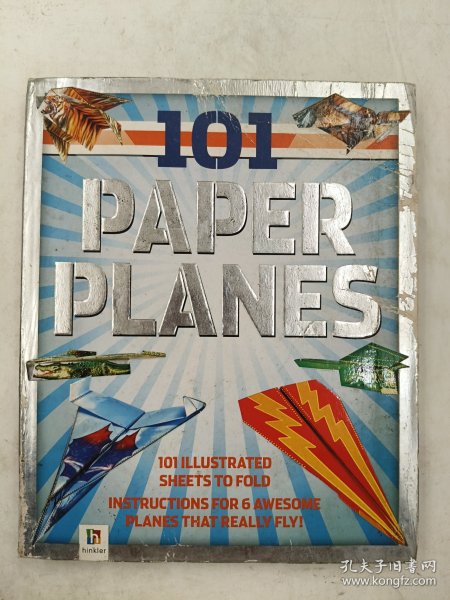 101
PAPER
PLANES
101 ILLUSTRATED
SHEETS TO FOLD
INSTRUCTIONS FOR 6 AWESOME
PLANES THAT REALLY FLY!
h
hinkler
孔夫子旧书网
www.kongfz.com